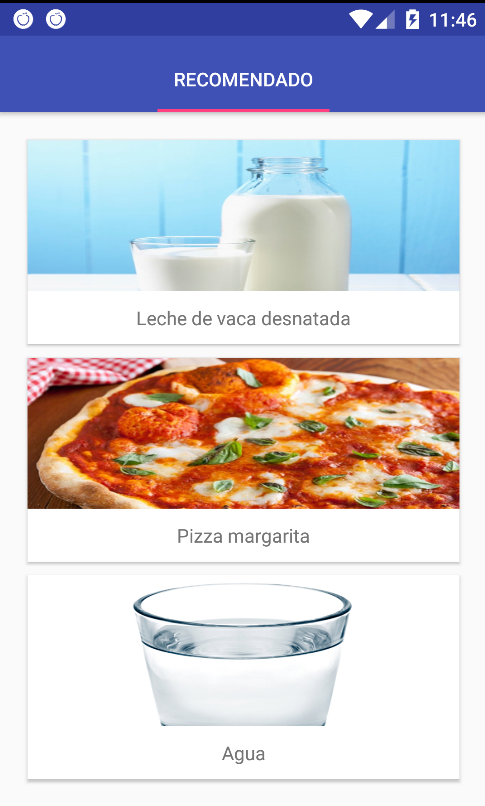 11:46
RECOMENDADO
Leche de vaca desnatada
Pizza margarita
Agua